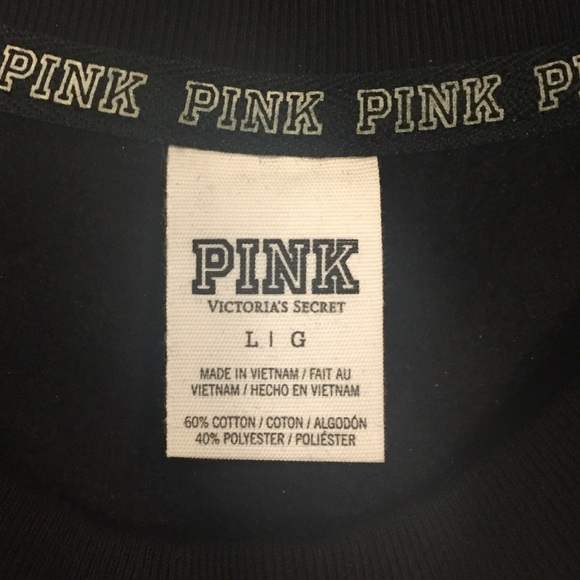 PINK PINK PINK P
PINK
VICTORIA'S SECRET
L | G
MADE IN VIETNAM / FAIT AU
VIETNAM / HECHO EN VIETNAM
60% COTTON / COTON / ALGODÓN
40% POLYESTER / POLIÉSTER